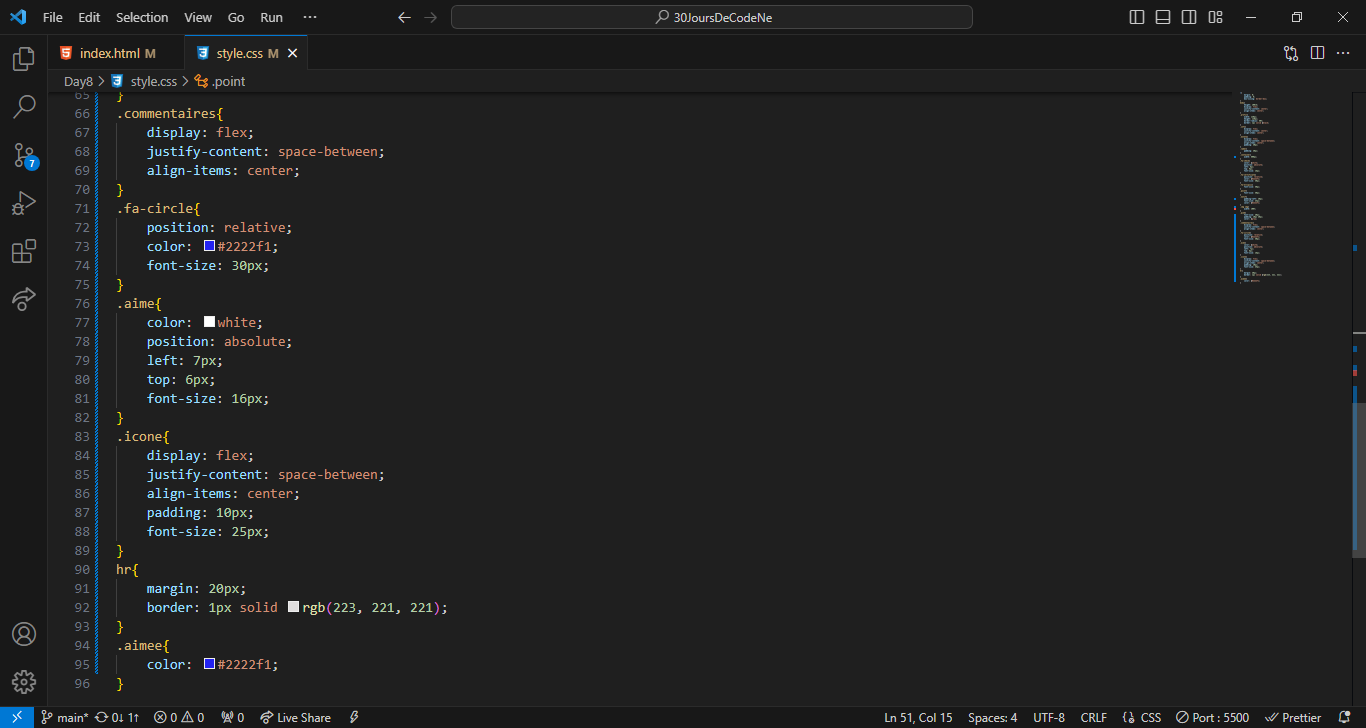 File Edit Selection View Go Run ··· 30JoursDeCodeNe
index.html M style.css M
Day8 > style.css > .point
65 }
66 .commentaires{
67 display: flex;
68 justify-content: space-between;
69 align-items: center;
70 }
71 .fa-circle{
72 position: relative;
73 color: #2222f1;
74 font-size: 30px;
75 }
76 .aime{
77 color: white;
78 position: absolute;
79 left: 7px;
80 top: 6px;
81 font-size: 16px;
82 }
83 .icone{
84 display: flex;
85 justify-content: space-between;
86 align-items: center;
87 padding: 10px;
88 font-size: 25px;
89 }
90 hr{
91 margin: 20px;
92 border: 1px solid rgb(223, 221, 221);
93 }
94 .aimee{
95 color: #2222f1;
96 }
7
main* 0↓ 1↑ 0 0 0 Live Share Ln 51, Col 15 Spaces: 4 UTF-8 CRLF CSS Port : 5500 Prettier